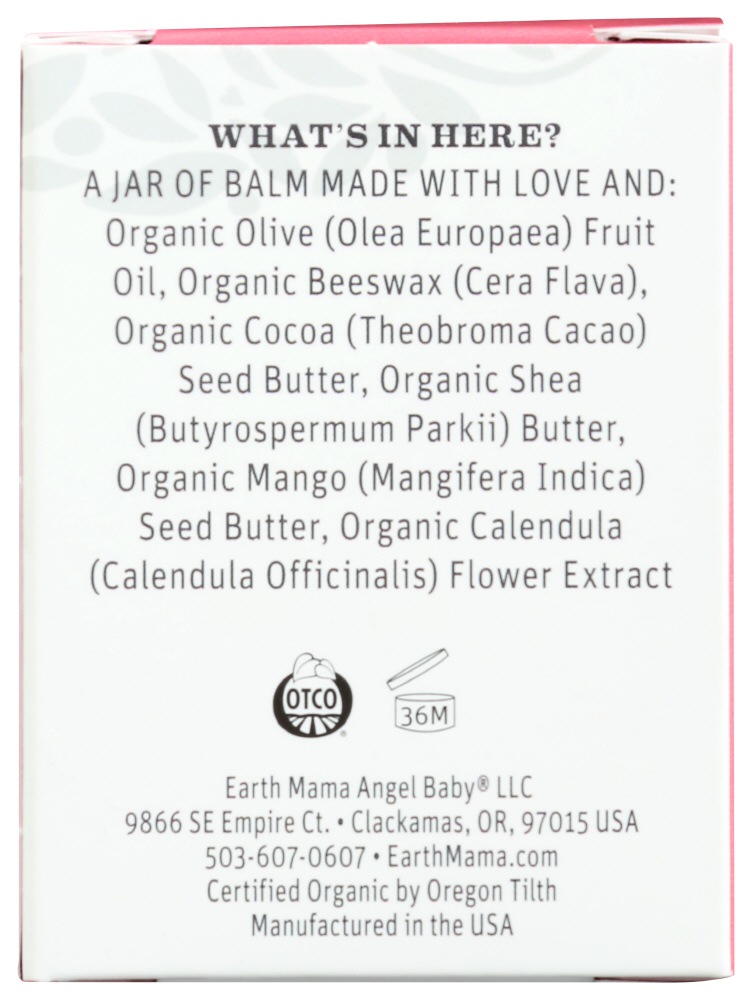 WHAT'S IN HERE?
A JAR OF BALM MADE WITH LOVE AND:
Organic Olive (Olea Europaea) Fruit
Oil, Organic Beeswax (Cera Flava),
Organic Cocoa (Theobroma Cacao)
Seed Butter, Organic Shea
(Butyrospermum Parkii) Butter,
Organic Mango (Mangifera Indica)
Seed Butter, Organic Calendula
(Calendula Officinalis) Flower Extract
OTCO ®
36M
Earth Mama Angel Baby® LLC
9866 SE Empire Ct. • Clackamas, OR, 97015 USA
503-607-0607 • EarthMama.com
Certified Organic by Oregon Tilth
Manufactured in the USA